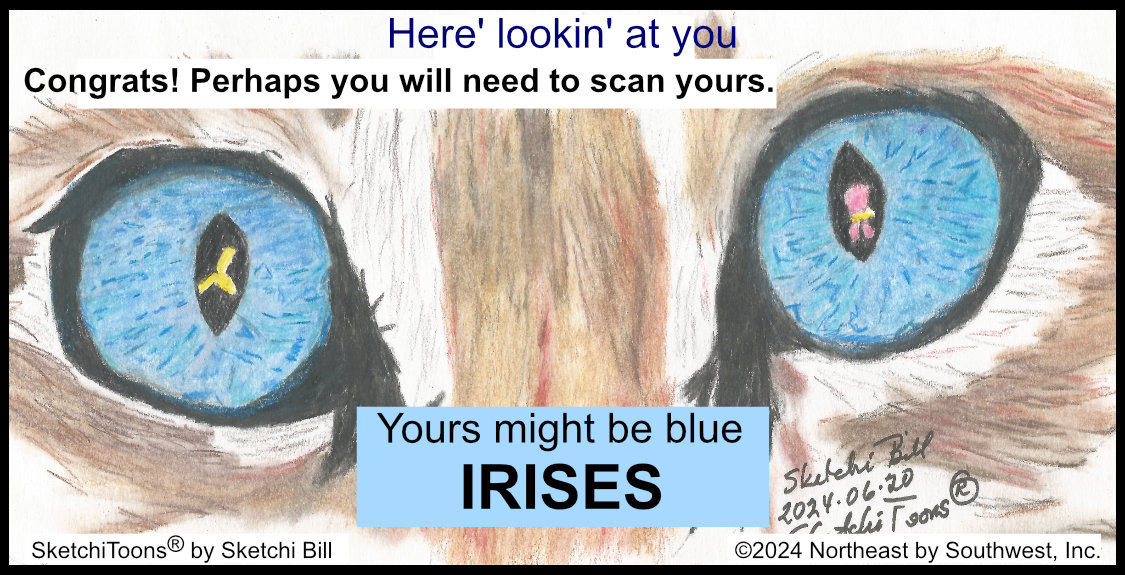 Here' lookin' at you
Congrats! Perhaps you will need to scan yours.
Yours might be blue
IRISES
Sketchi Bill
2024.06.20
Toons®
SketchiToons® by Sketchi Bill
©2024 Northeast by Southwest, Inc.